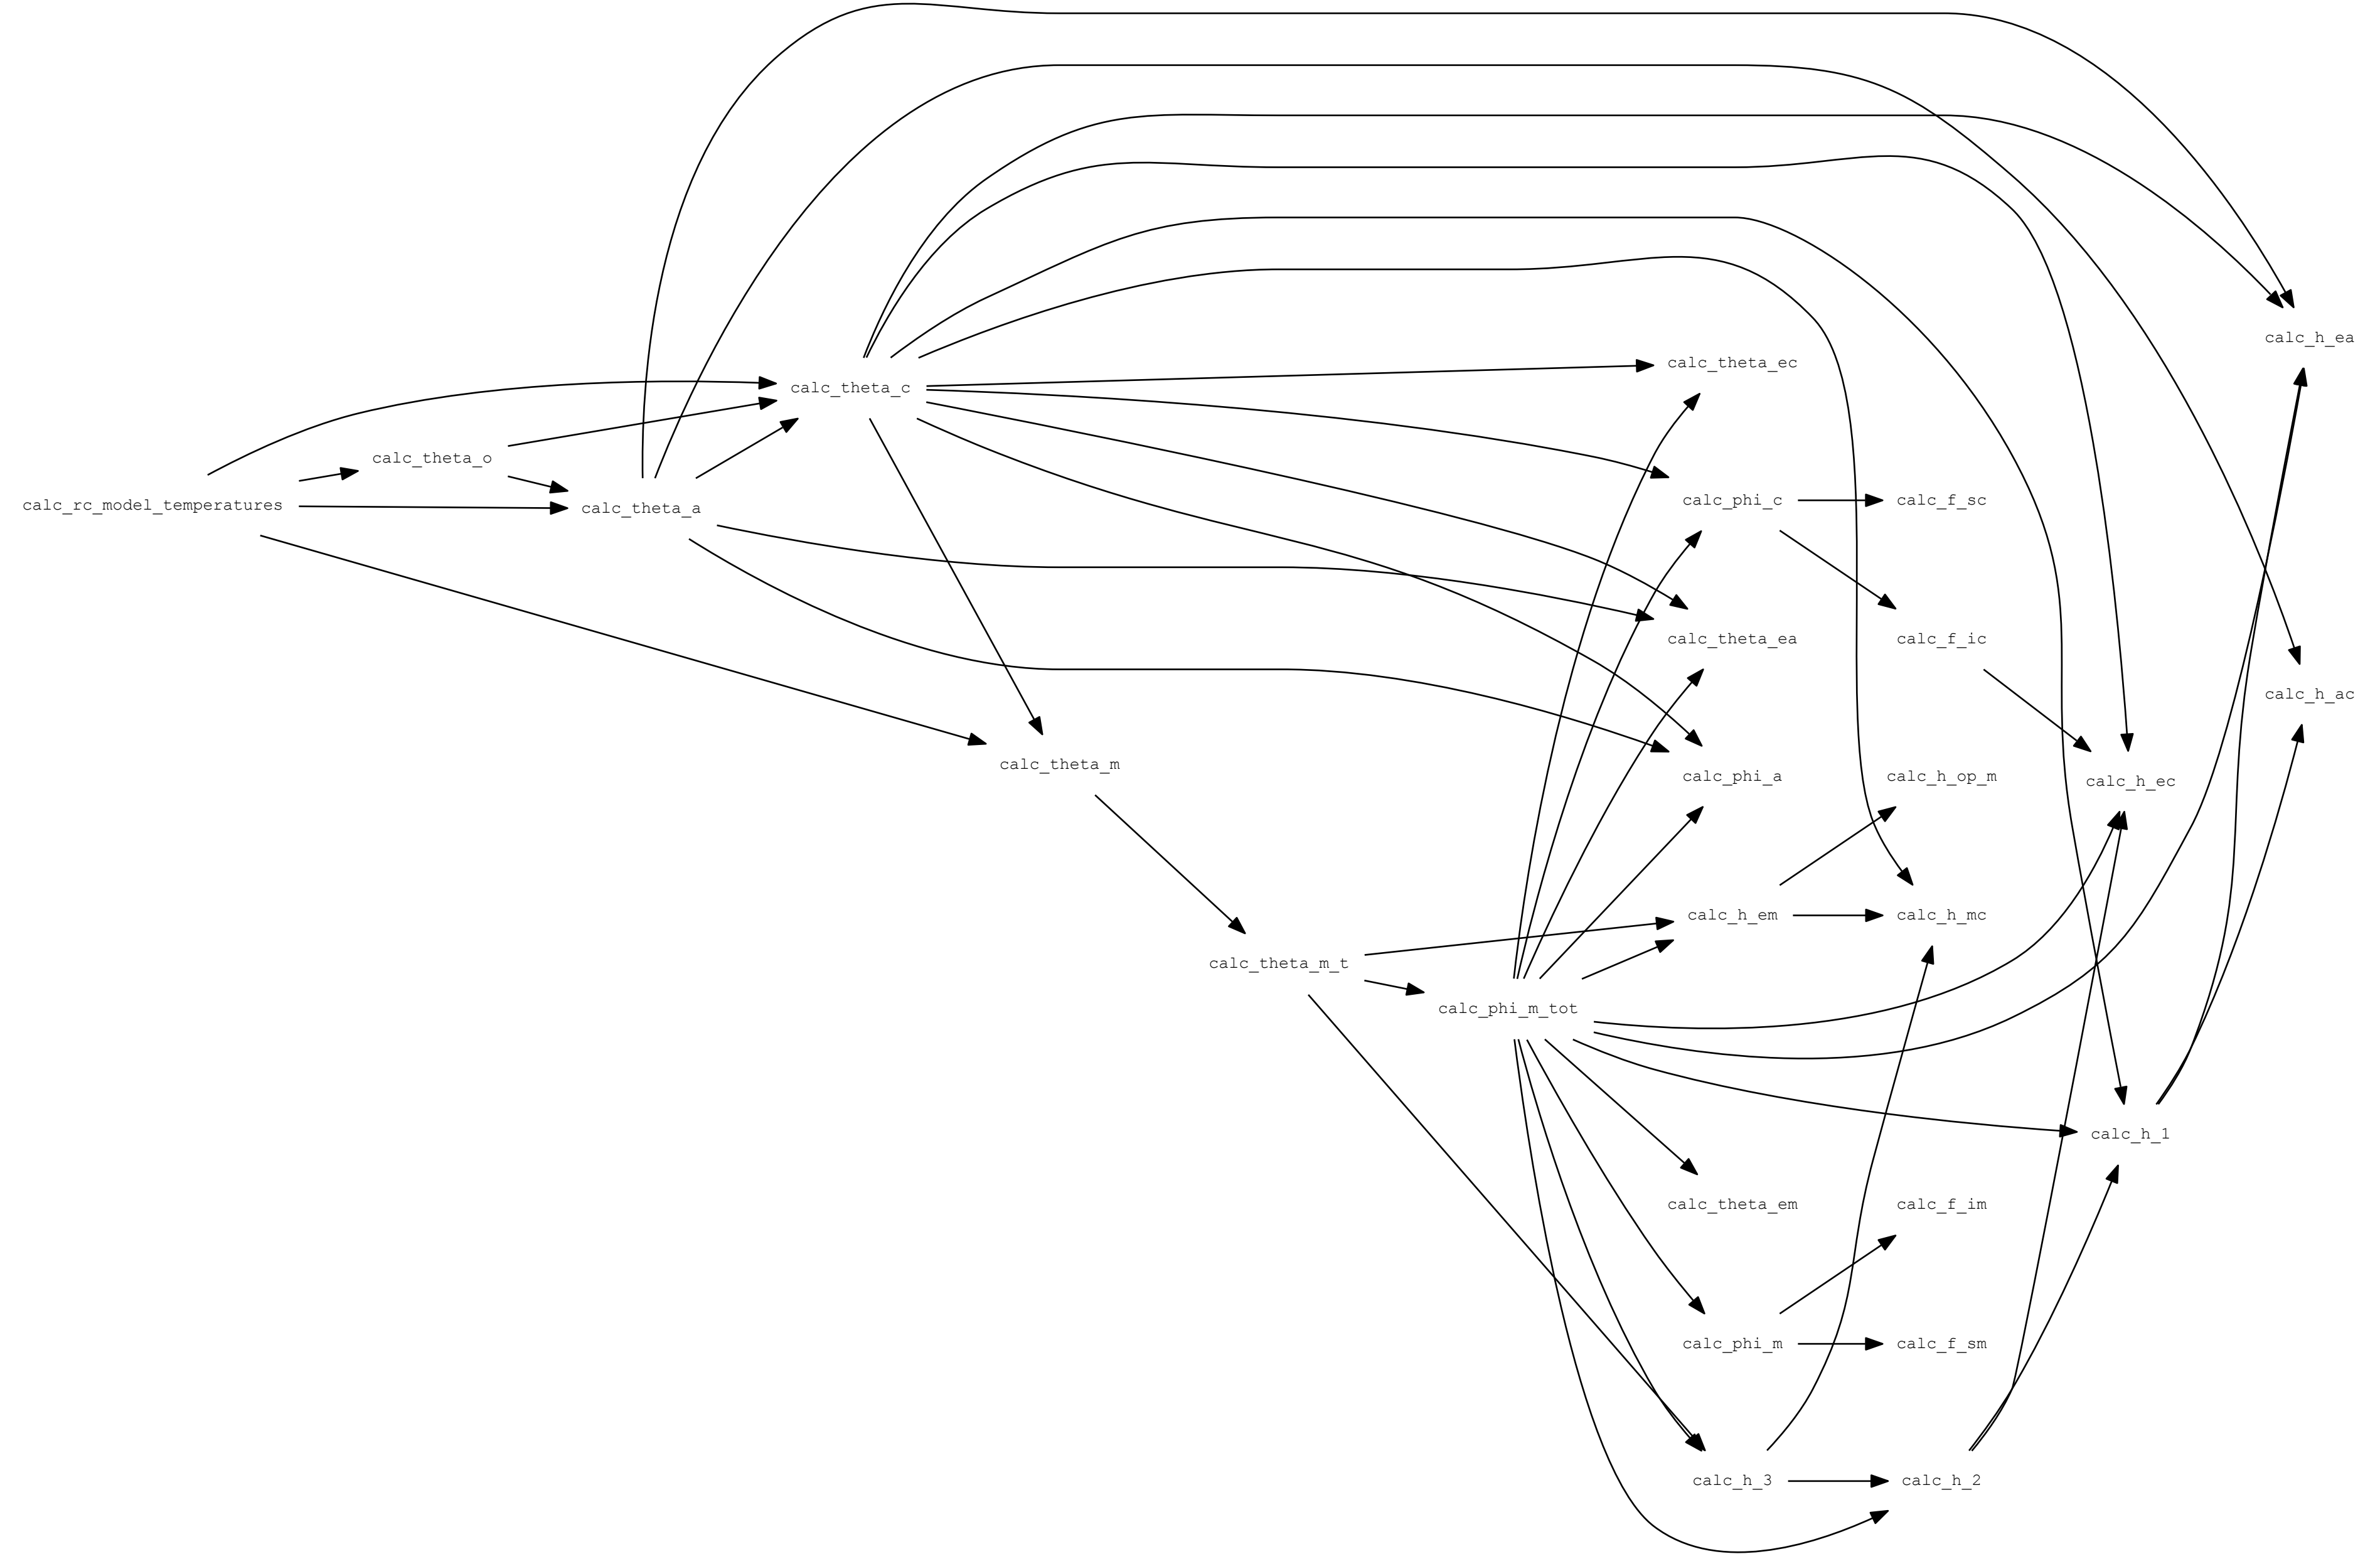 calc_h_ea
calc_theta_ec
calc_theta_c
calc_theta_o
calc_phi_c
calc_f_sc
calc_rc_model_temperatures
calc_theta_a
calc_theta_ea
calc_f_ic
calc_h_ac
calc_theta_m
calc_phi_a
calc_h_op_m
calc_h_ec
calc_h_em
calc_h_mc
calc_theta_m_t
calc_phi_m_tot
calc_h_1
calc_theta_em
calc_f_im
calc_phi_m
calc_f_sm
calc_h_3
calc_h_2